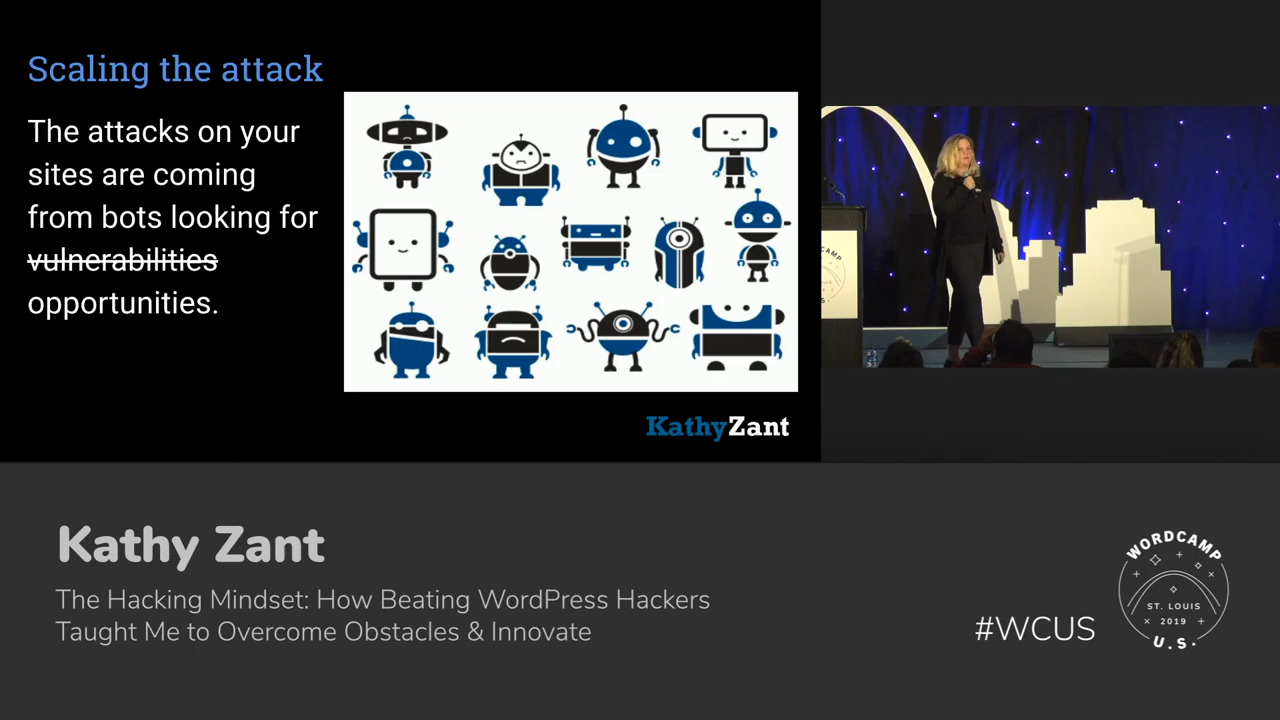 Scaling the attack
The attacks on your
sites are coming
from bots looking for
vulnerabilities
opportunities.
KathyZant
Kathy Zant
The Hacking Mindset: How Beating WordPress Hackers
Taught Me to Overcome Obstacles & Innovate
#WCUS
WORDCAMP
ST. LOUIS
2019
U.S.